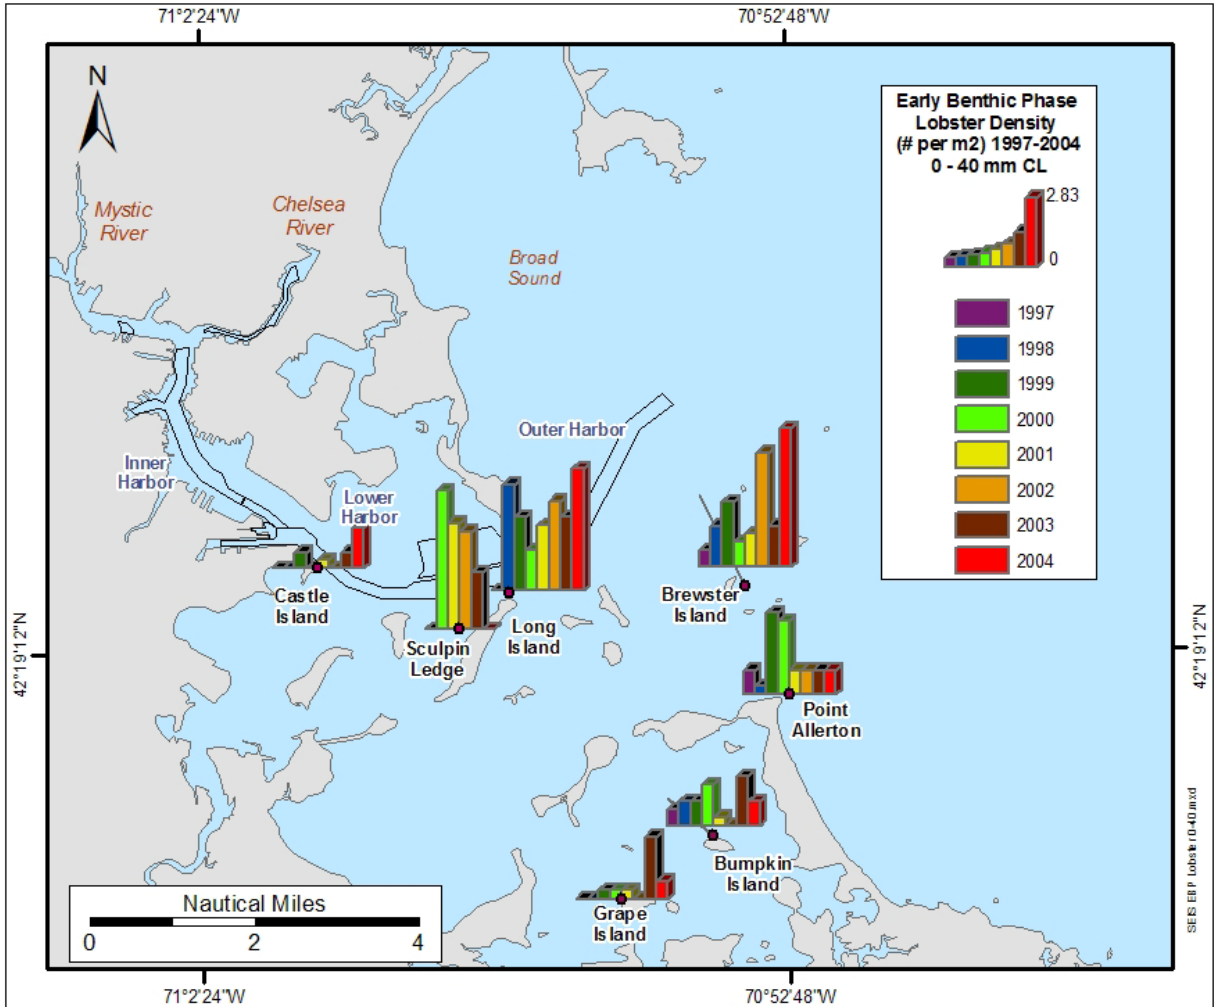 71°2'24"W
70°52'48"W
N
Early Benthic Phase
Lobster Density
(# per m2) 1997-2004
0 - 40 mm CL
2.83
0
1997
1998
1999
2000
2001
2002
2003
2004
Mystic
River
Chelsea
River
Broad
Sound
Outer Harbor
Inner
Harbor
Lower
Harbor
Castle
Island
Sculpin
Ledge
Long
Island
Brewster
Island
Point
Allerton
Bumpkin
Island
Grape
Island
42°19'12"N
42°19'12"N
Nautical Miles
0
2
4
SEIS EBP Lobster 0-40.mxd
71°2'24"W
70°52'48"W